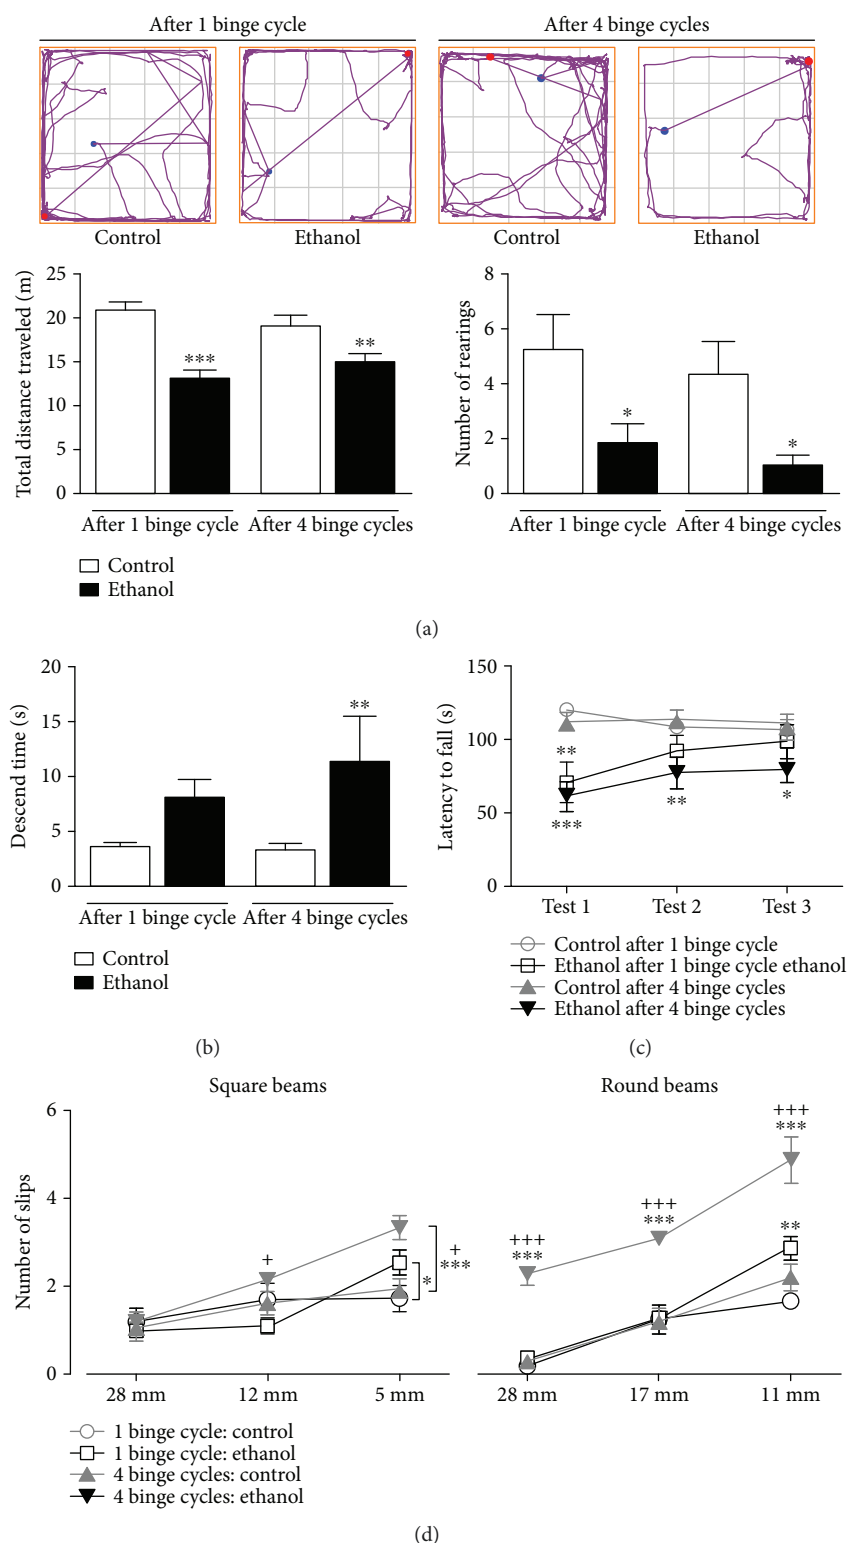 After 1 binge cycle
After 4 binge cycles
Control
Ethanol
Control
Ethanol
Total distance traveled (m)
25
20
15
10
5
0
***
**
After 1 binge cycle
After 4 binge cycles
Number of rearings
8
6
4
2
0
*
*
After 1 binge cycle
After 4 binge cycles
Control
Ethanol
(a)
Descend time (s)
20
15
10
5
0
**
After 1 binge cycle
After 4 binge cycles
Control
Ethanol
(b)
Latency to fall (s)
150
100
50
0
**
***
**
*
Test 1
Test 2
Test 3
Control after 1 binge cycle
Ethanol after 1 binge cycle ethanol
Control after 4 binge cycles
Ethanol after 4 binge cycles
(c)
Square beams
Round beams
Number of slips
6
4
2
0
+
*
+
***
28 mm
12 mm
5 mm
+++
***
+++
***
+++
***
**
28 mm
17 mm
11 mm
1 binge cycle: control
1 binge cycle: ethanol
4 binge cycles: control
4 binge cycles: ethanol
(d)